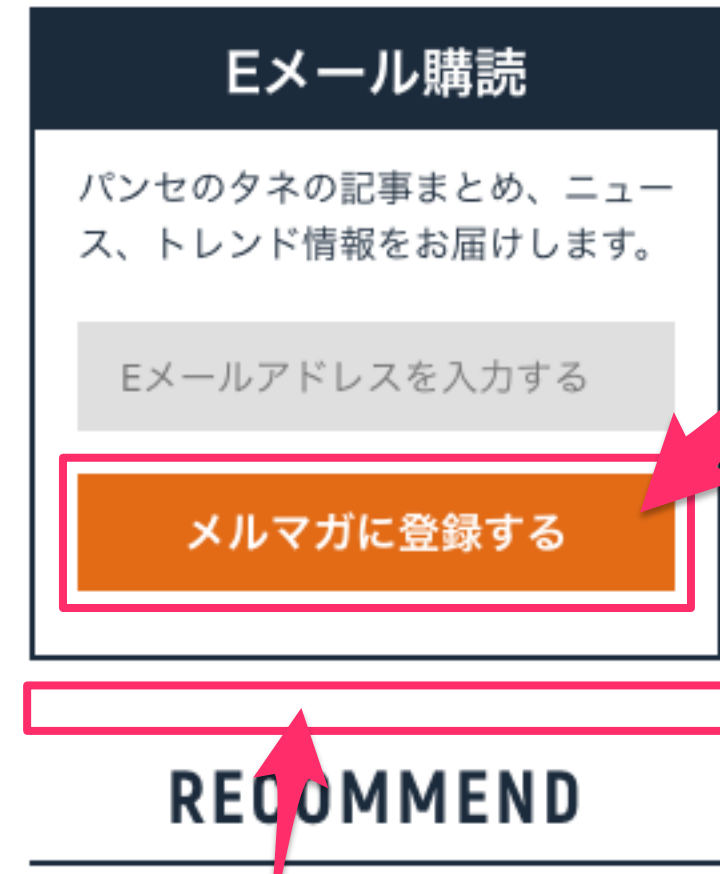 Eメール購読
パンセのタネの記事まとめ、ニュー
ス、トレンド情報をお届けします。
Eメールアドレスを入力する
メルマガに登録する
RECOMMEND